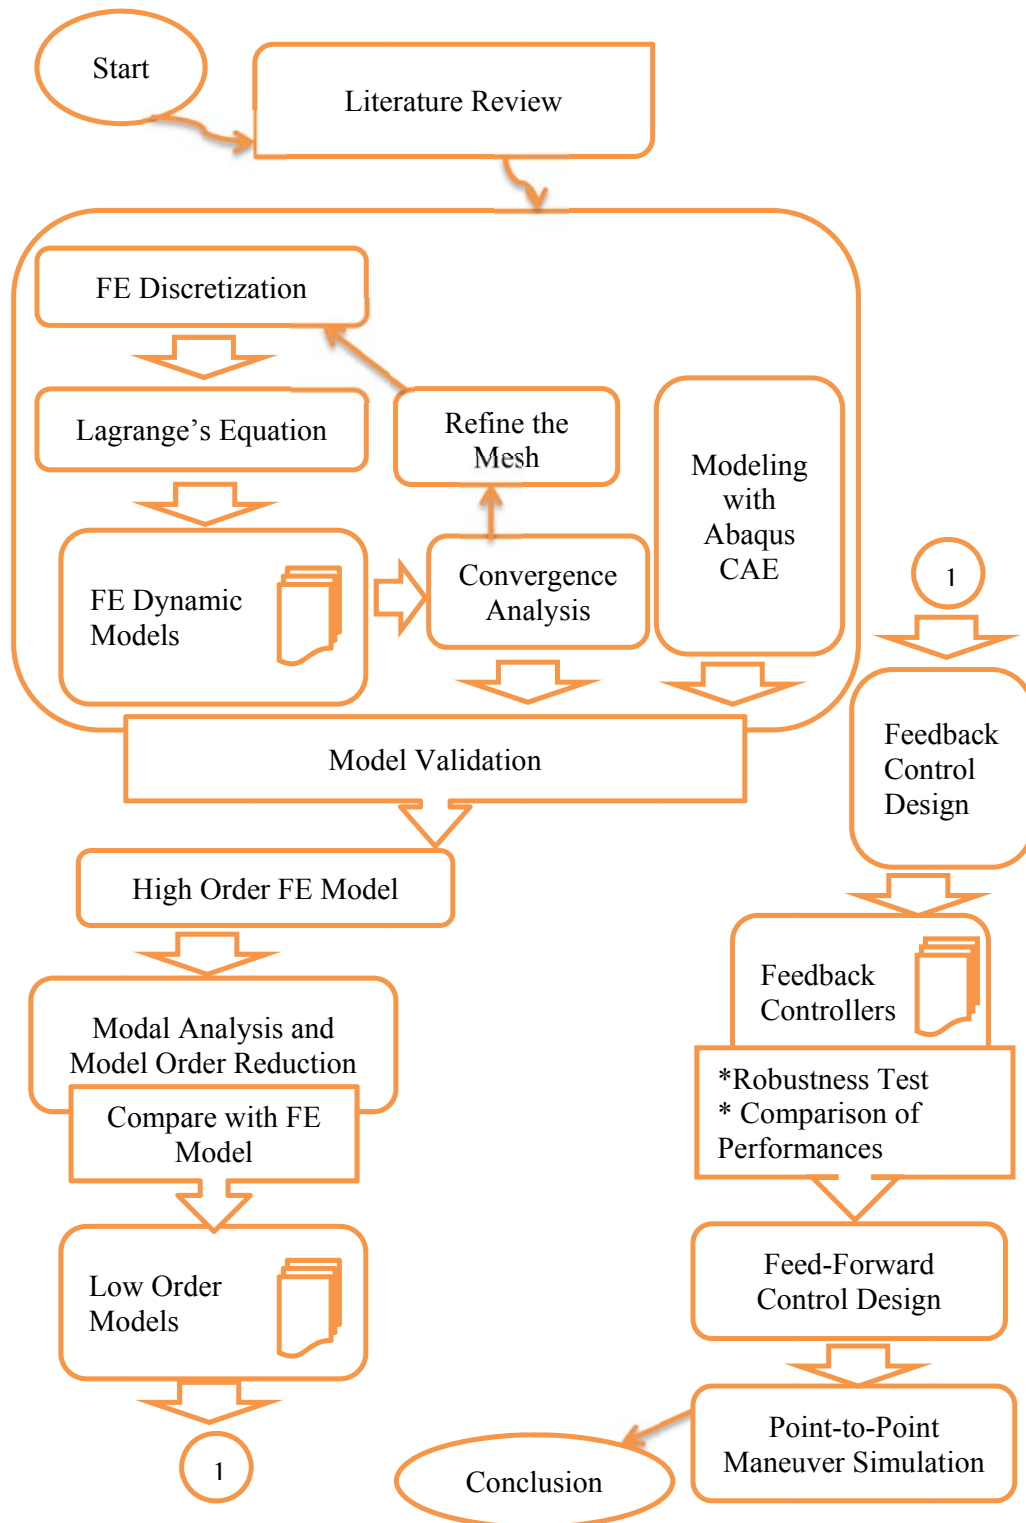 Start
Literature Review
FE Discretization
Lagrange’s Equation
Refine the
Mesh
Modeling
with
Abaqus
CAE
FE Dynamic
Models
Convergence
Analysis
Model Validation
High Order FE Model
Modal Analysis and
Model Order Reduction
Compare with FE
Model
Low Order
Models
1
1
Feedback
Control
Design
Feedback
Controllers
*Robustness Test
* Comparison of
Performances
Feed-Forward
Control Design
Point-to-Point
Maneuver Simulation
Conclusion